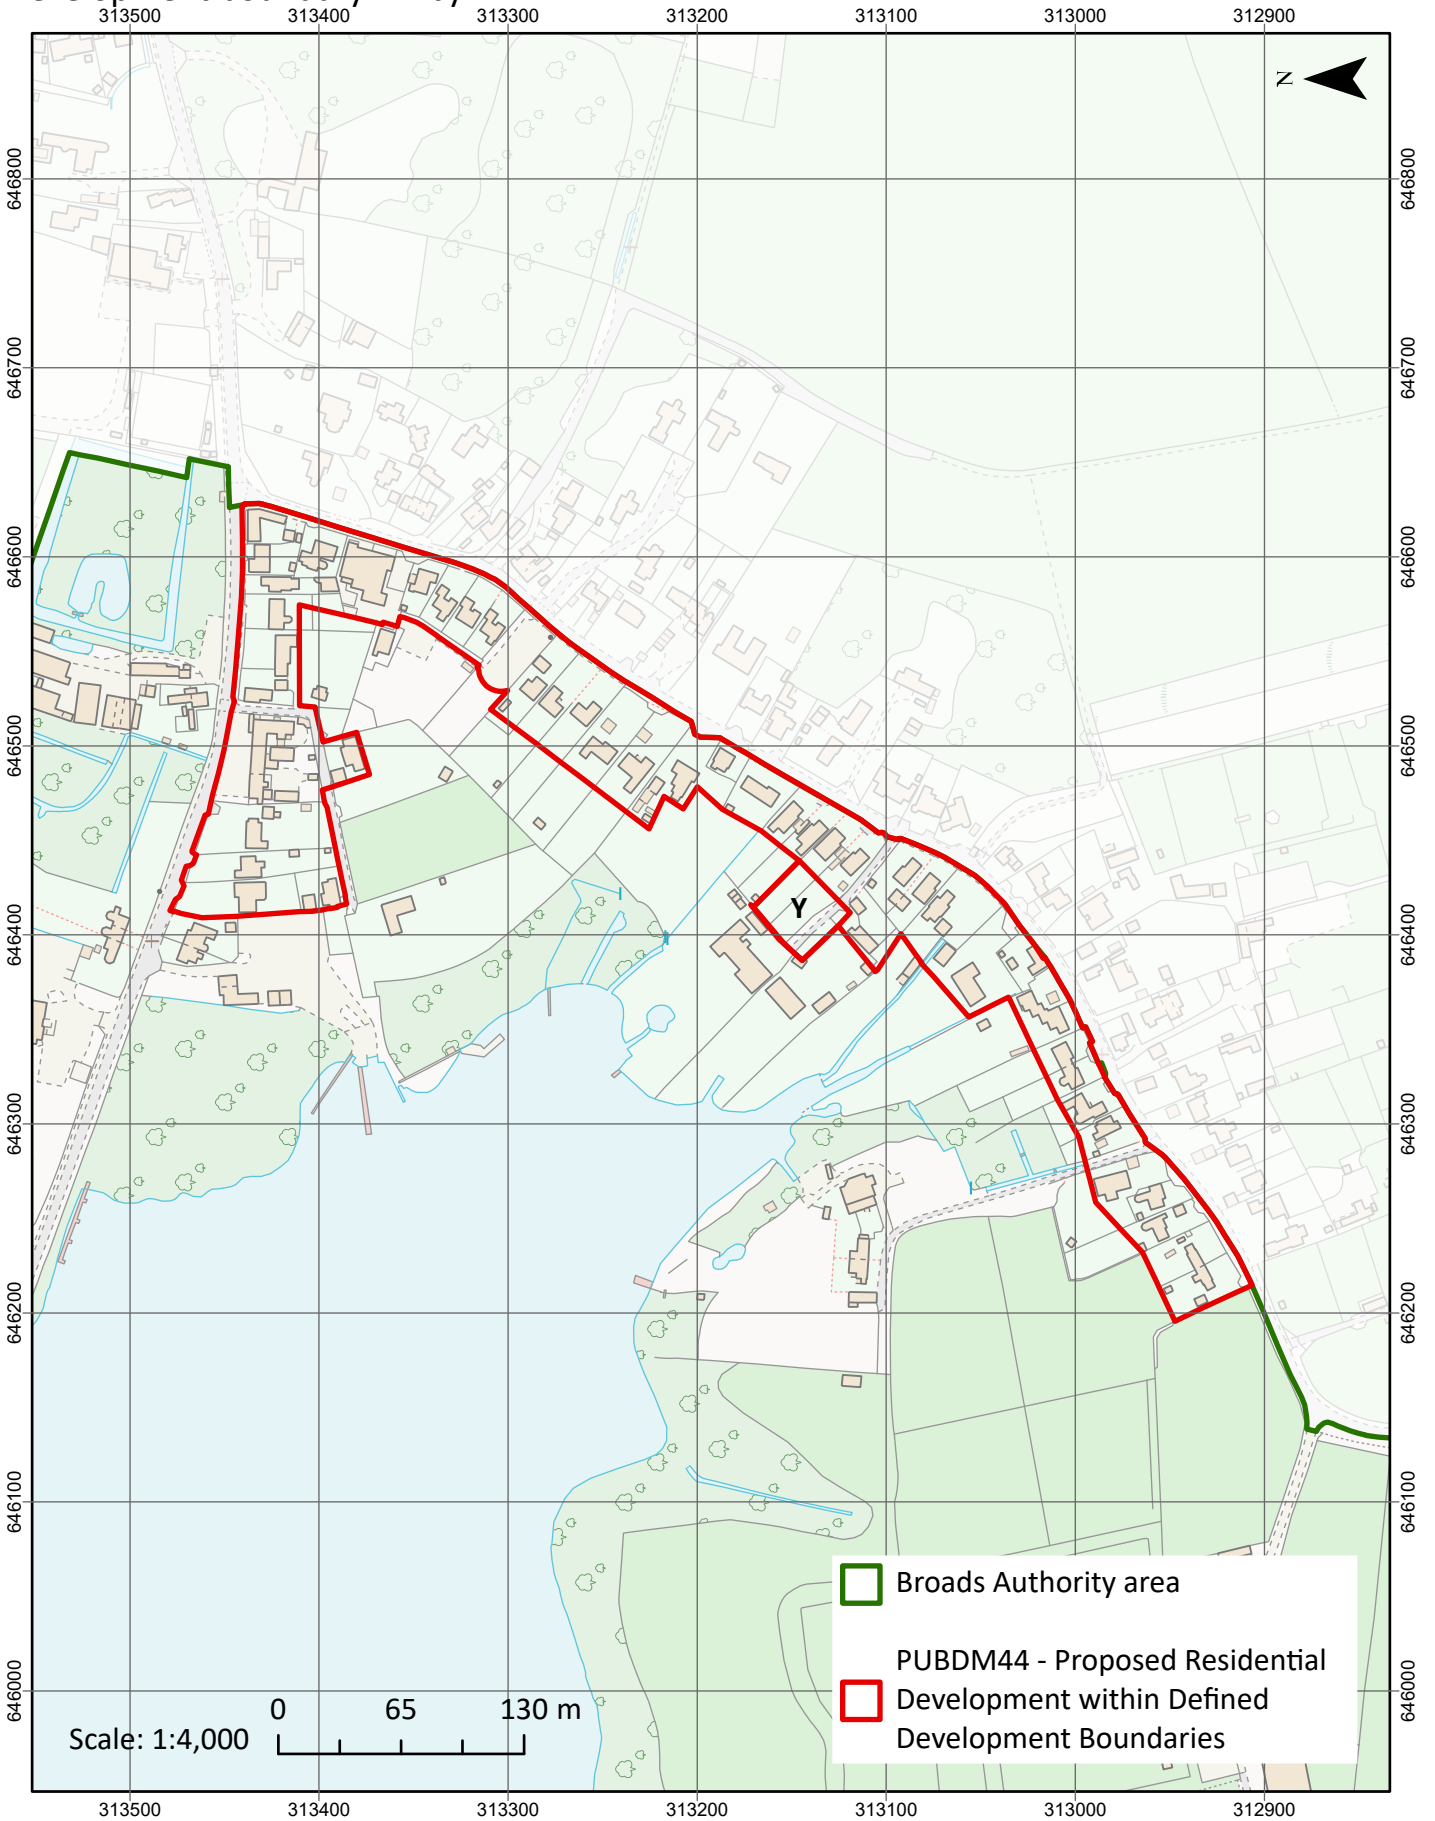 313500 313400 313300 313200 313100 313000 312900
N
646800 646800
646700 646700
646600 646600
646500 646500
Y
646400 646400
646300 646300
646200 646200
646100 646100
Broads Authority area
PUBDM44 - Proposed Residential
Development within Defined
Development Boundaries
646000 646000
0 65 130 m
Scale: 1:4,000
313500 313400 313300 313200 313100 313000 312900